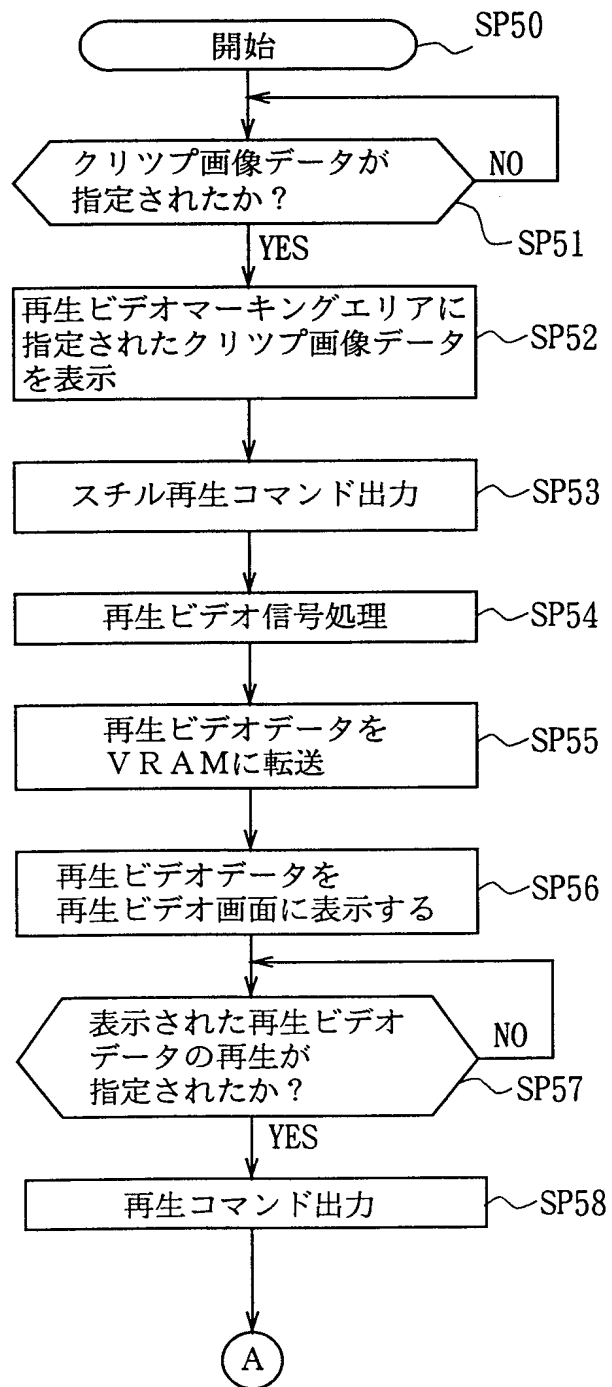 開始
SP50
クリツプ画像データが
指定されたか？
NO
SP51
YES
再生ビデオマーキングエリアに
指定されたクリツプ画像データ
を表示
SP52
スチル再生コマンド出力
SP53
再生ビデオ信号処理
SP54
再生ビデオデータを
ＶＲＡＭに転送
SP55
再生ビデオデータを
再生ビデオ画面に表示する
SP56
表示された再生ビデオ
データの再生が
指定されたか？
NO
SP57
YES
再生コマンド出力
SP58
A